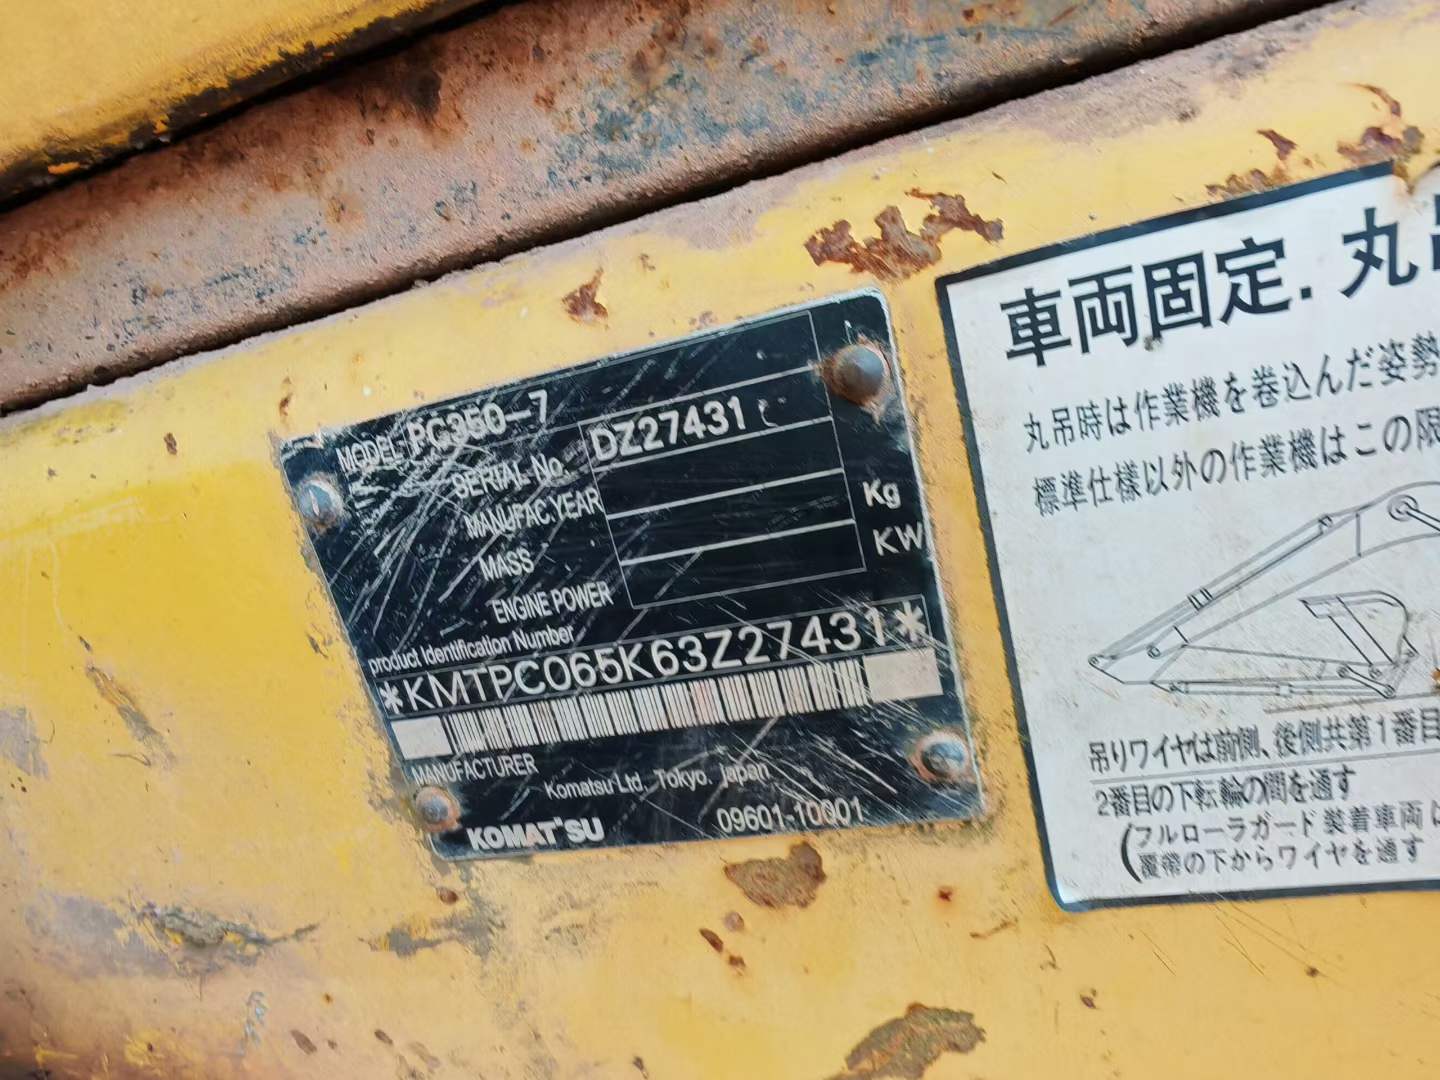 MODEL PC350-7
SERIAL No. DZ27431
MANUFAC.YEAR
MASS Kg
ENGINE POWER KW
product Identification Number
*KMTPC065K63Z27431*
MANUFACTURER
Komatsu Ltd. Tokyo. japan
KOMAT'SU 09601-10001
車両固定.丸吊
丸吊時は作業機を巻込んだ姿勢
標準仕様以外の作業機はこの限
吊りワイヤは前側、後側共第1番目
2番目の下転輪の間を通す
(フルローラガード装着車両は
履帯の下からワイヤを通す